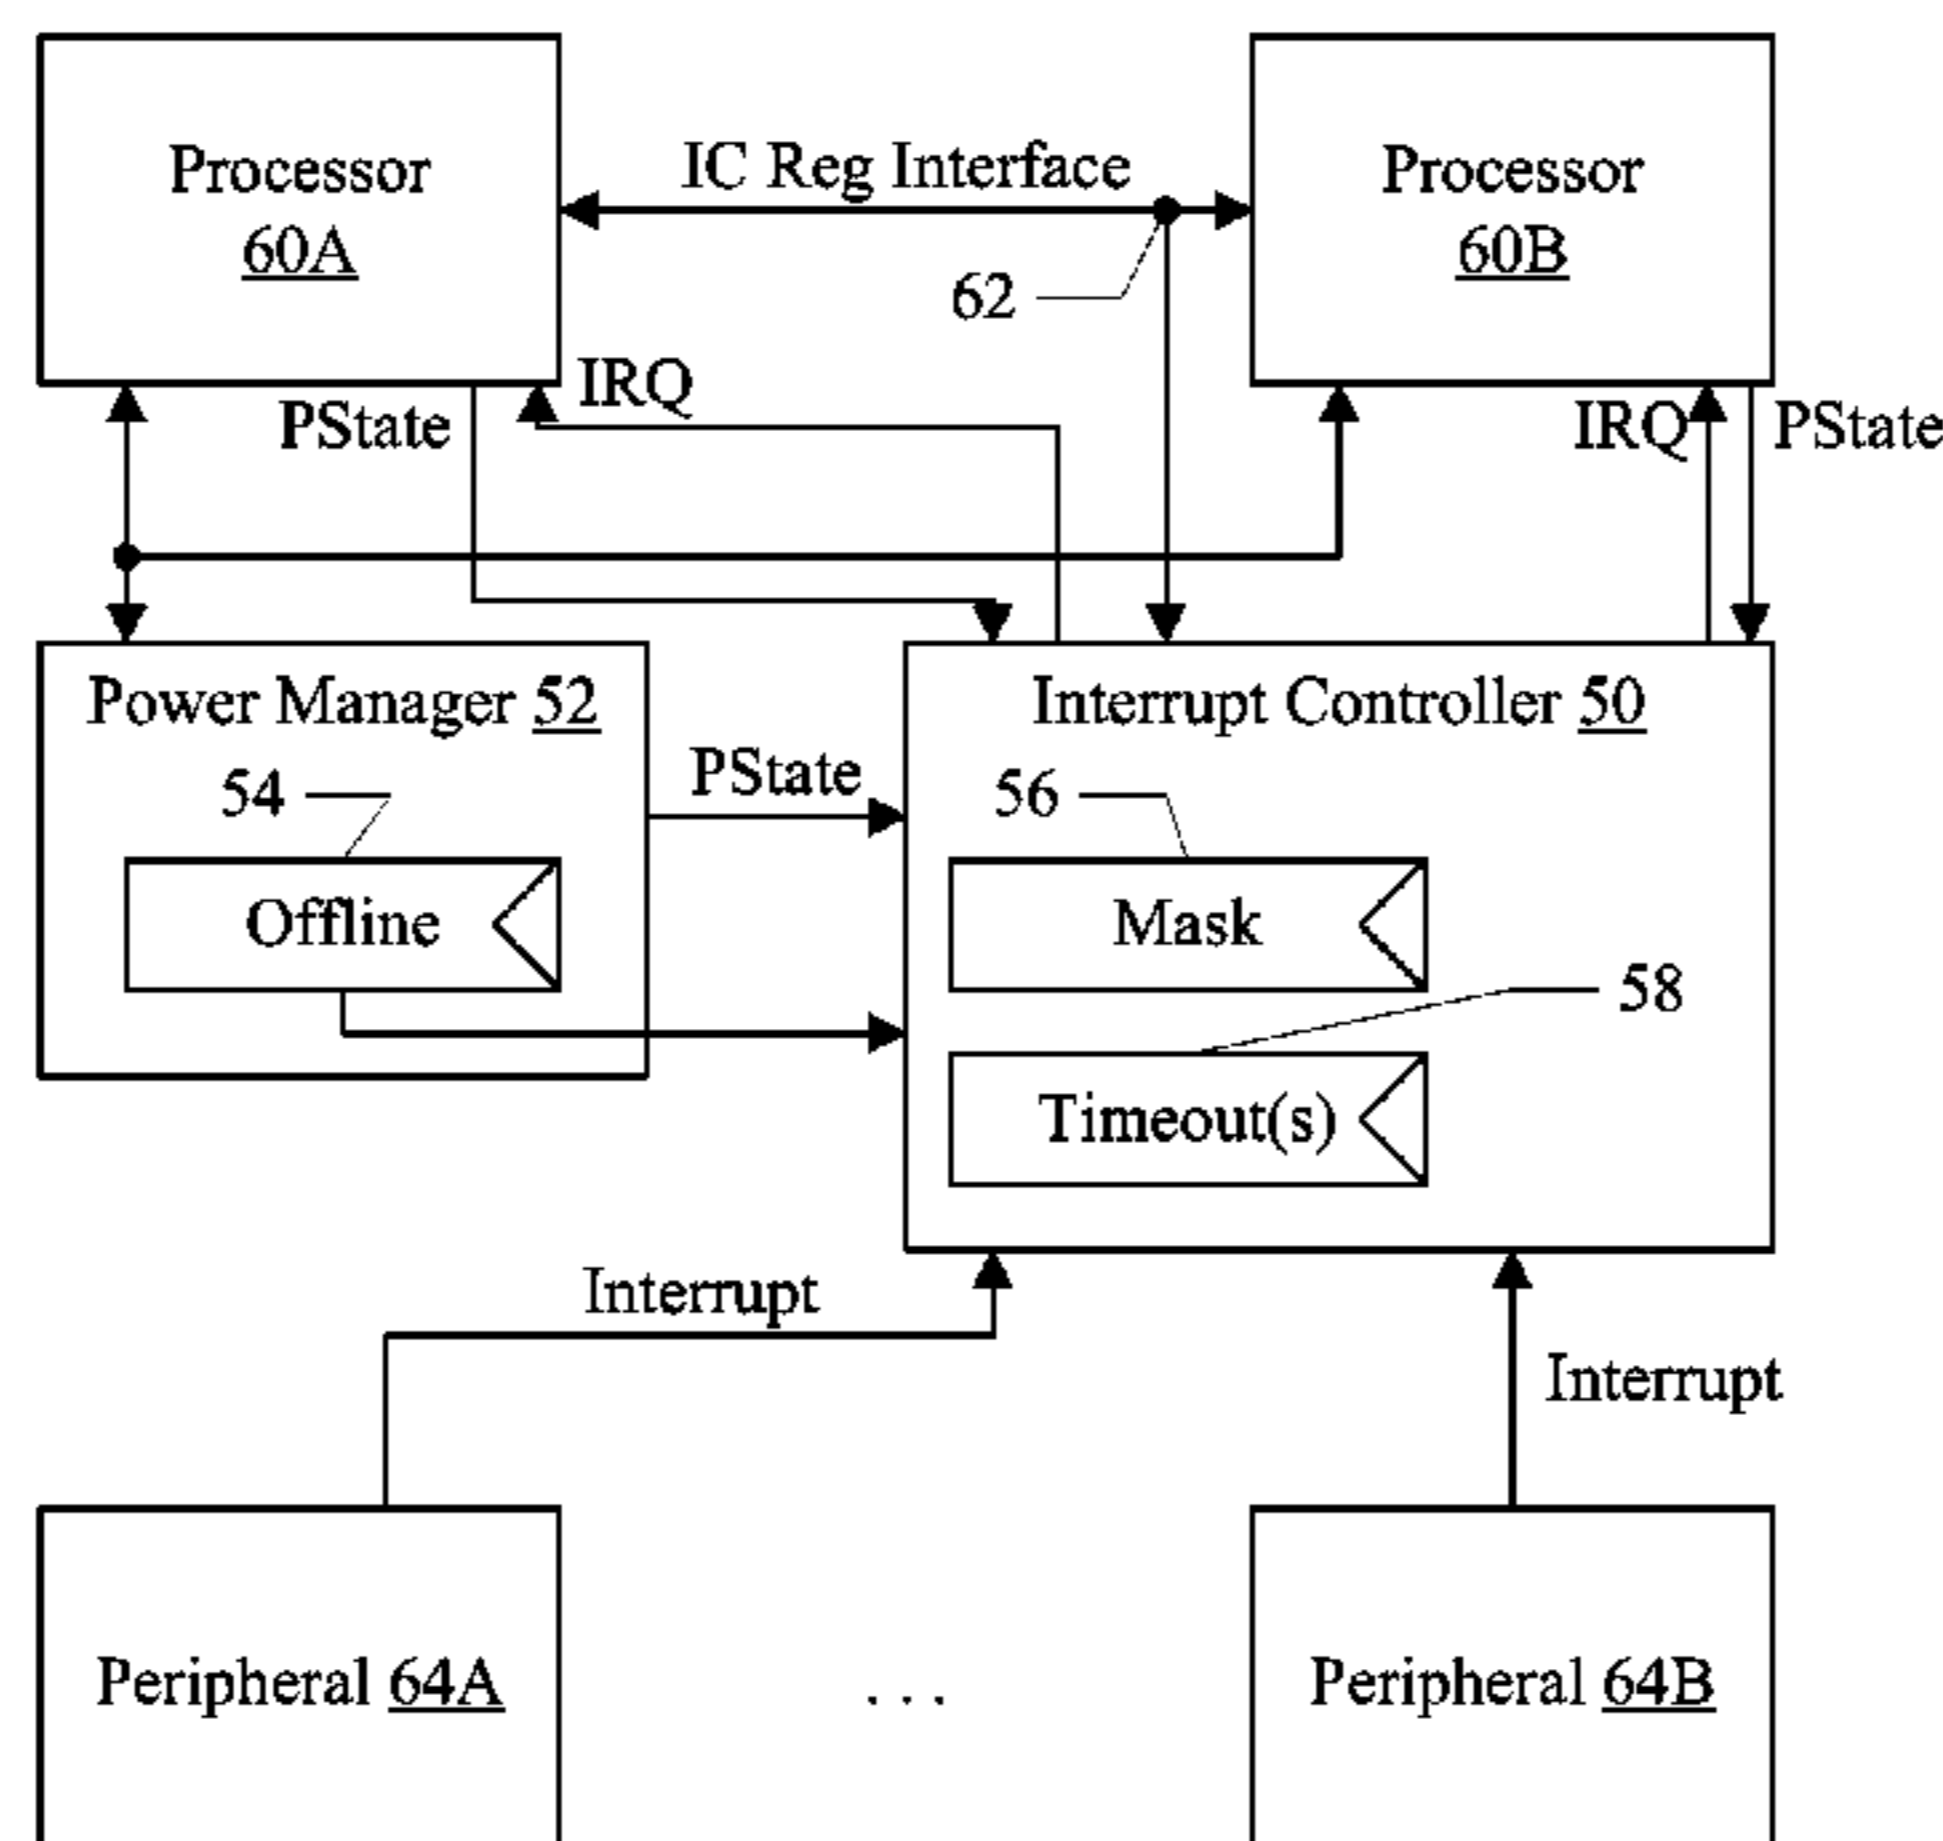 Processor
60A
IC Reg Interface
Processor
60B
62
PState
IRQ
IRQ
PState
Power Manager 52
Interrupt Controller 50
54
PState
56
Offline
Mask
58
Timeout(s)
Interrupt
Interrupt
Peripheral 64A
. . .
Peripheral 64B